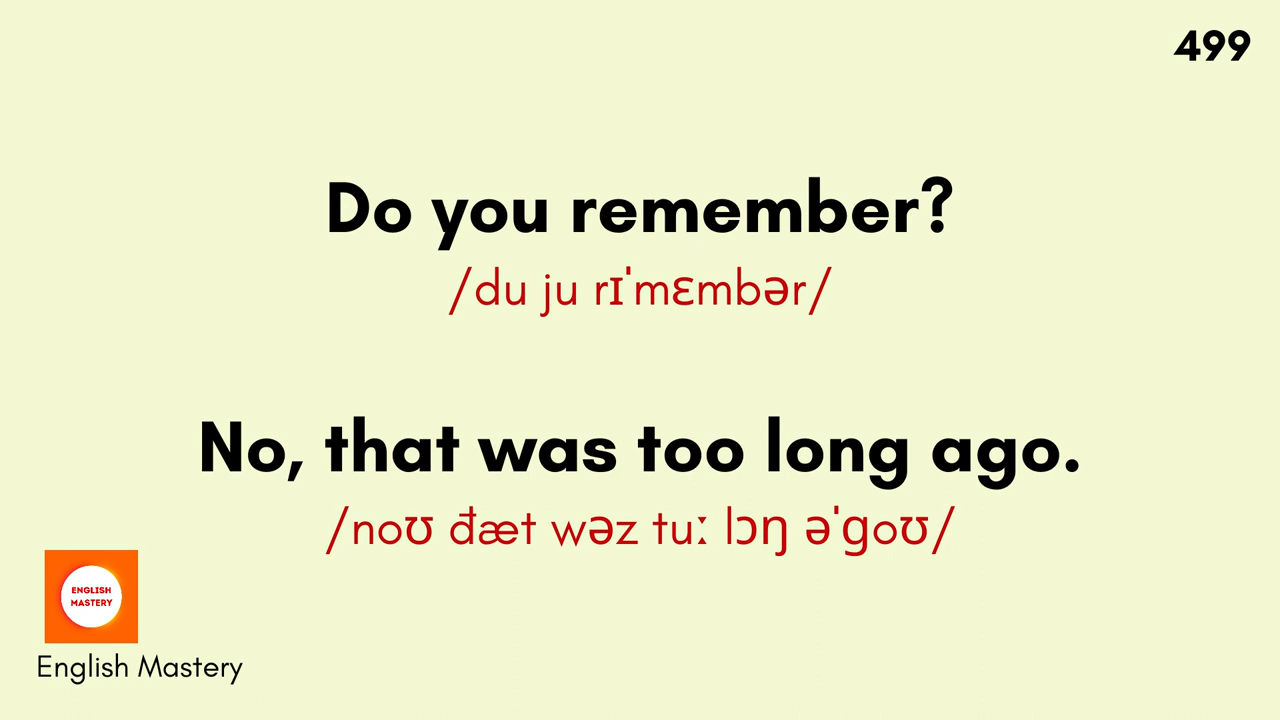 499
Do you remember?
/du ju rɪˈmɛmbər/
No, that was too long ago.
/noʊ đæt wəz tuː lɔŋ əˈɡoʊ/
ENGLISH
MASTERY
English Mastery